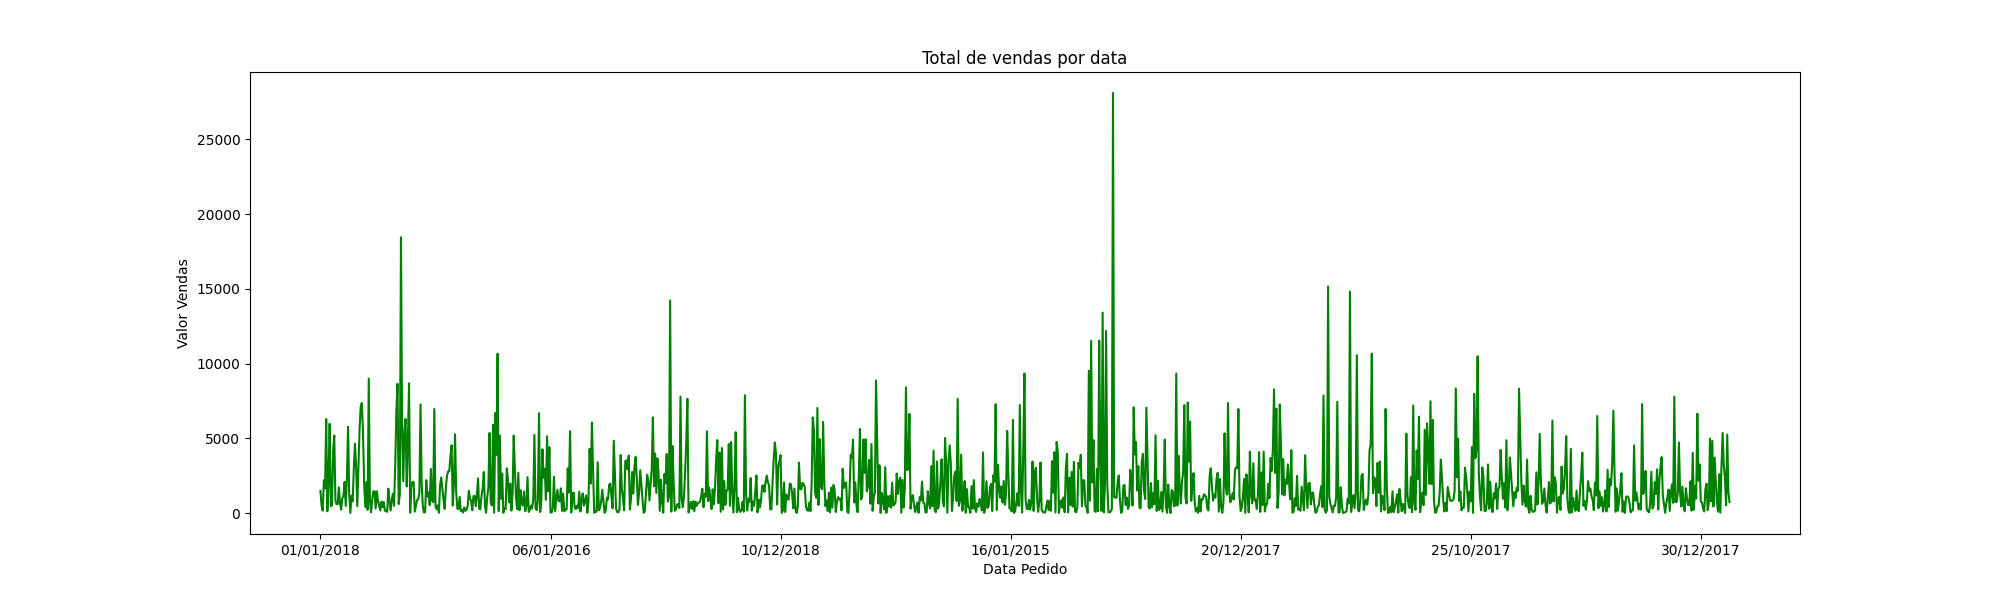 Total de vendas por data
Valor Vendas
25000
20000
15000
10000
5000
0
01/01/2018 06/01/2016 10/12/2018 16/01/2015 20/12/2017 25/10/2017 30/12/2017
Data Pedido